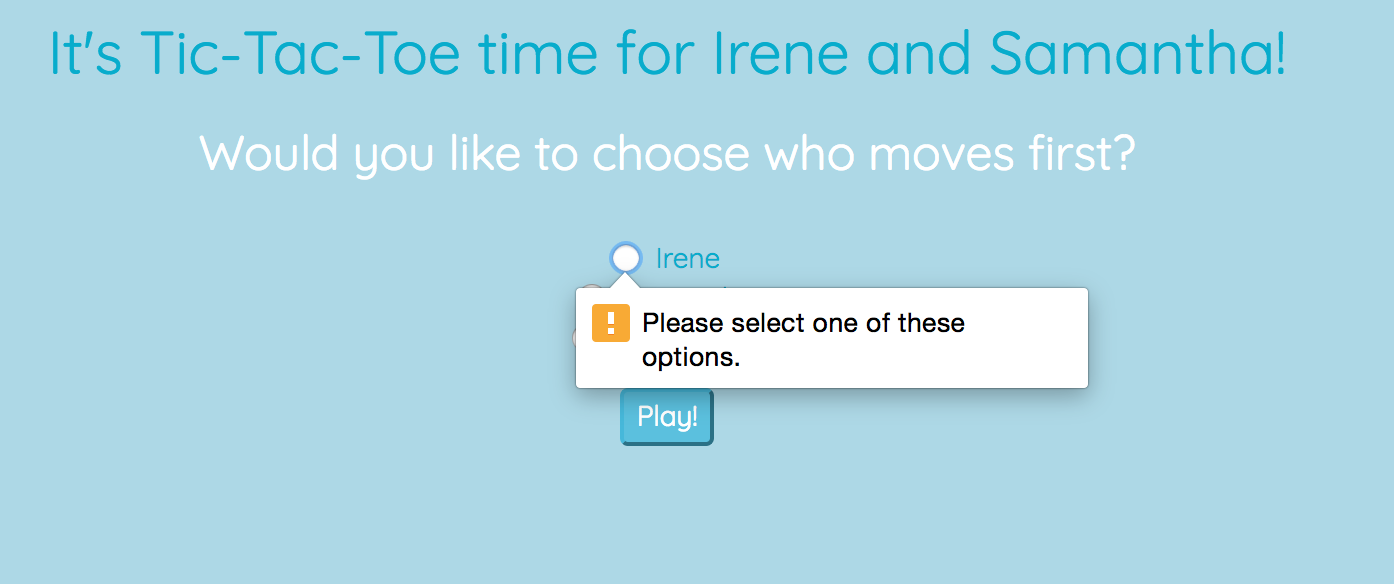 It's Tic-Tac-Toe time for Irene and Samantha!
Would you like to choose who moves first?
Irene
Please select one of these
options.
Play!